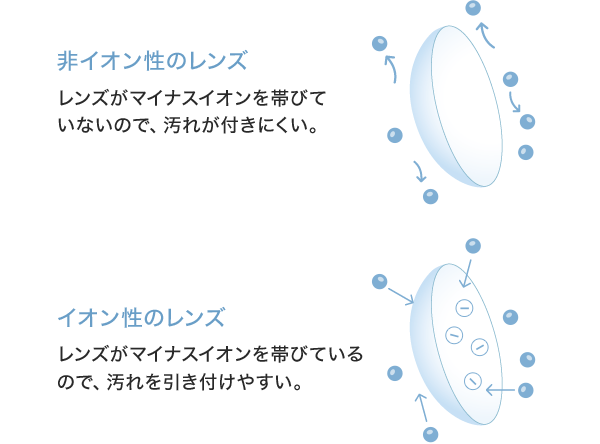 非イオン性のレンズ
レンズがマイナスイオンを帯びて
いないので、汚れが付きにくい。
イオン性のレンズ
レンズがマイナスイオンを帯びている
ので、汚れを引き付けやすい。